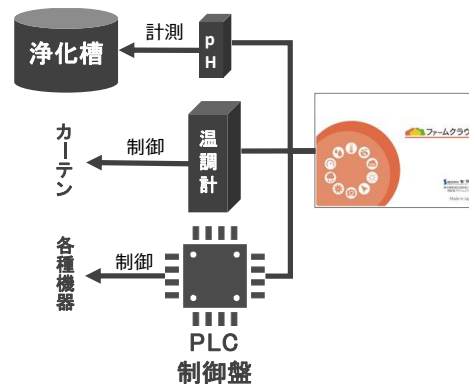 計測
pH
浄化槽
ファームクラウ
カーテン
制御
温調計
Made in Jap
各種機器
制御
PLC
制御盤